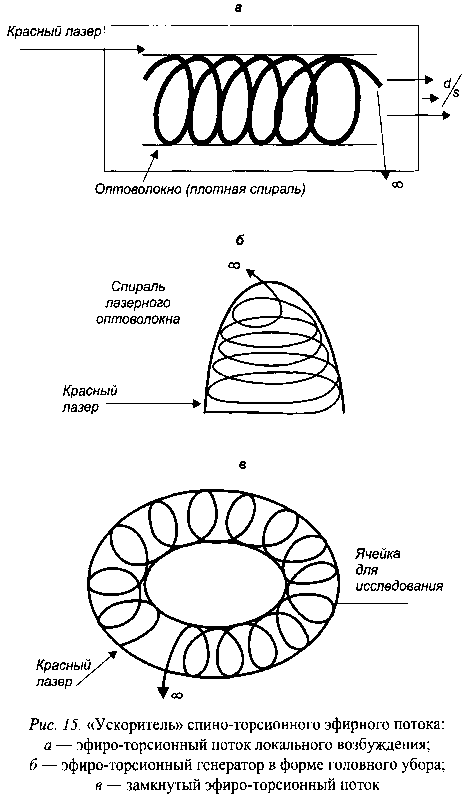 а
Красный лазер
d/s
∞
Оптоволокно (плотная спираль)
б
∞
Спираль
лазерного
оптоволокна
Красный
лазер
в
Ячейка
для
исследования
Красный
лазер
∞
Рис. 15. «Ускоритель» спино-торсионного эфирного потока:
а — эфиро-торсионный поток локального возбуждения;
б — эфиро-торсионный генератор в форме головного убора;
в — замкнутый эфиро-торсионный поток